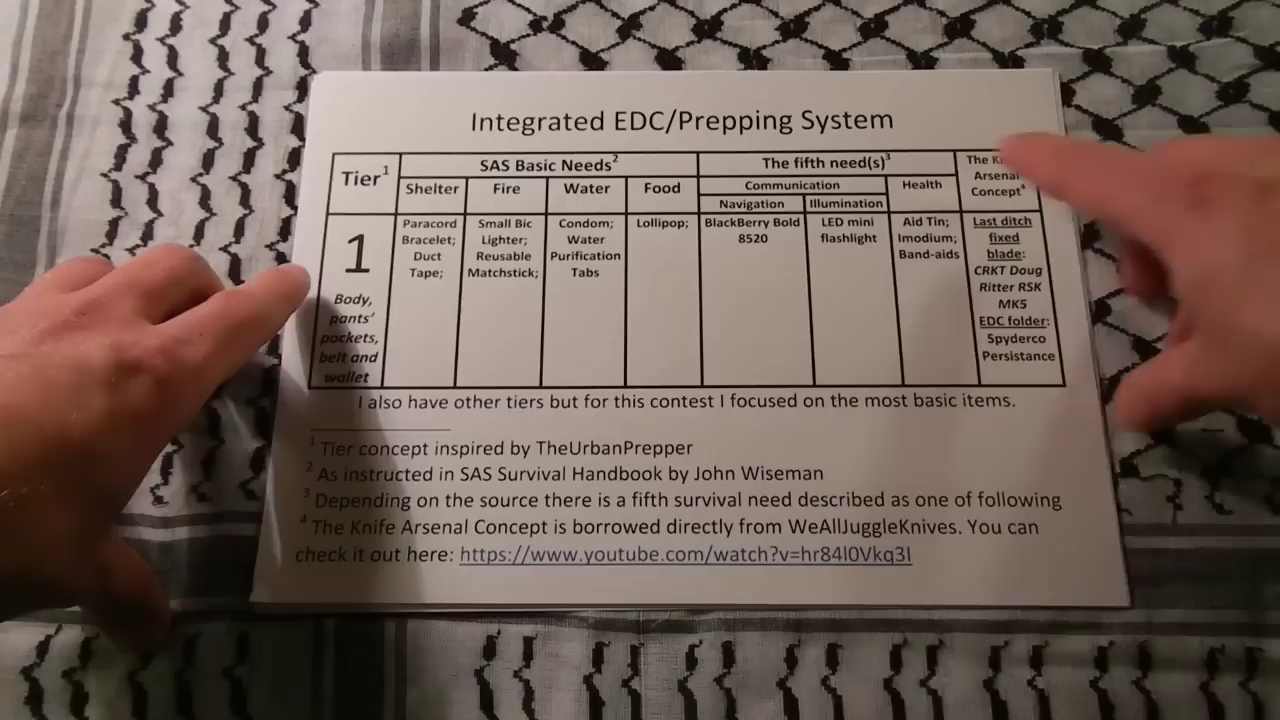 Integrated EDC/Prepping System
Tier1
SAS Basic Needs2
The fifth need(s)3
The
Arsenal
Concept4
Shelter
Fire
Water
Food
Communication
Health
Navigation
Illumination
1
Body,
pants'
pockets,
belt and
wallet
Paracord
Bracelet;
Duct
Tape;
Small Bic
Lighter;
Reusable
Matchstick;
Condom;
Water
Purification
Tabs
Lollipop;
BlackBerry Bold
8520
LED mini
flashlight
Aid Tin;
Imodium;
Band-aids
Last ditch
fixed
blade:
CRKT Doug
Ritter RSK
MK5
EDC folder:
Spyderco
Persistance
I also have other tiers but for this contest I focused on the most basic items.
1 Tier concept inspired by TheUrbanPrepper
2 As instructed in SAS Survival Handbook by John Wiseman
3 Depending on the source there is a fifth survival need described as one of following
4 The Knife Arsenal Concept is borrowed directly from WeAllJuggleKnives. You can
check it out here: https://www.youtube.com/watch?v=hr84l0Vkq3I